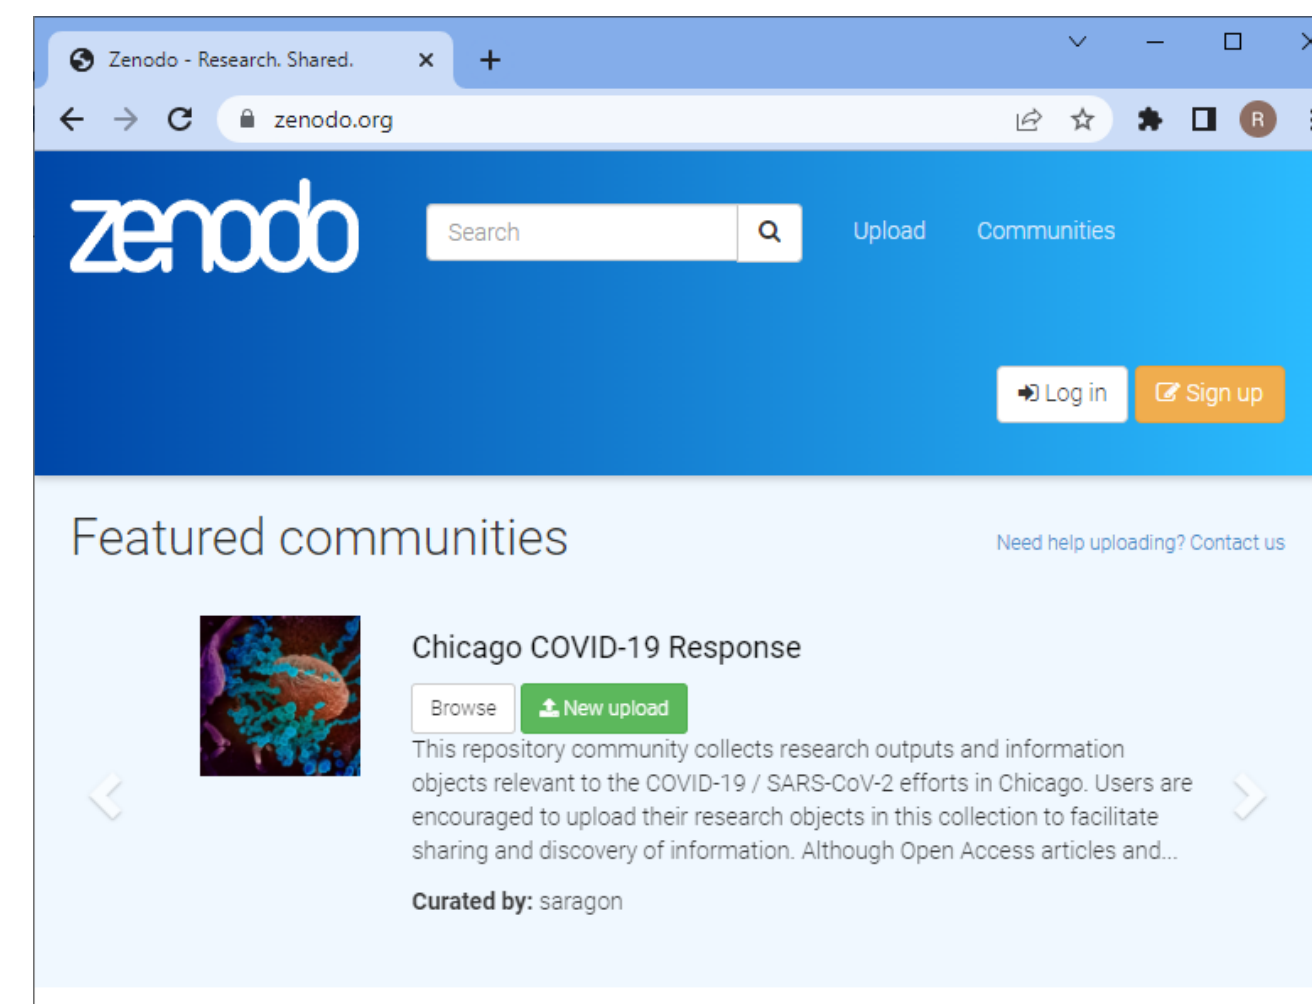 Zenodo - Research. Shared.
zenodo.org
R
zenodo
Search
Upload
Communities
Log in
Sign up
Featured communities
Need help uploading? Contact us
Chicago COVID-19 Response
Browse
New upload
This repository community collects research outputs and information
objects relevant to the COVID-19 / SARS-CoV-2 efforts in Chicago. Users are
encouraged to upload their research objects in this collection to facilitate
sharing and discovery of information. Although Open Access articles and...
Curated by: saragon